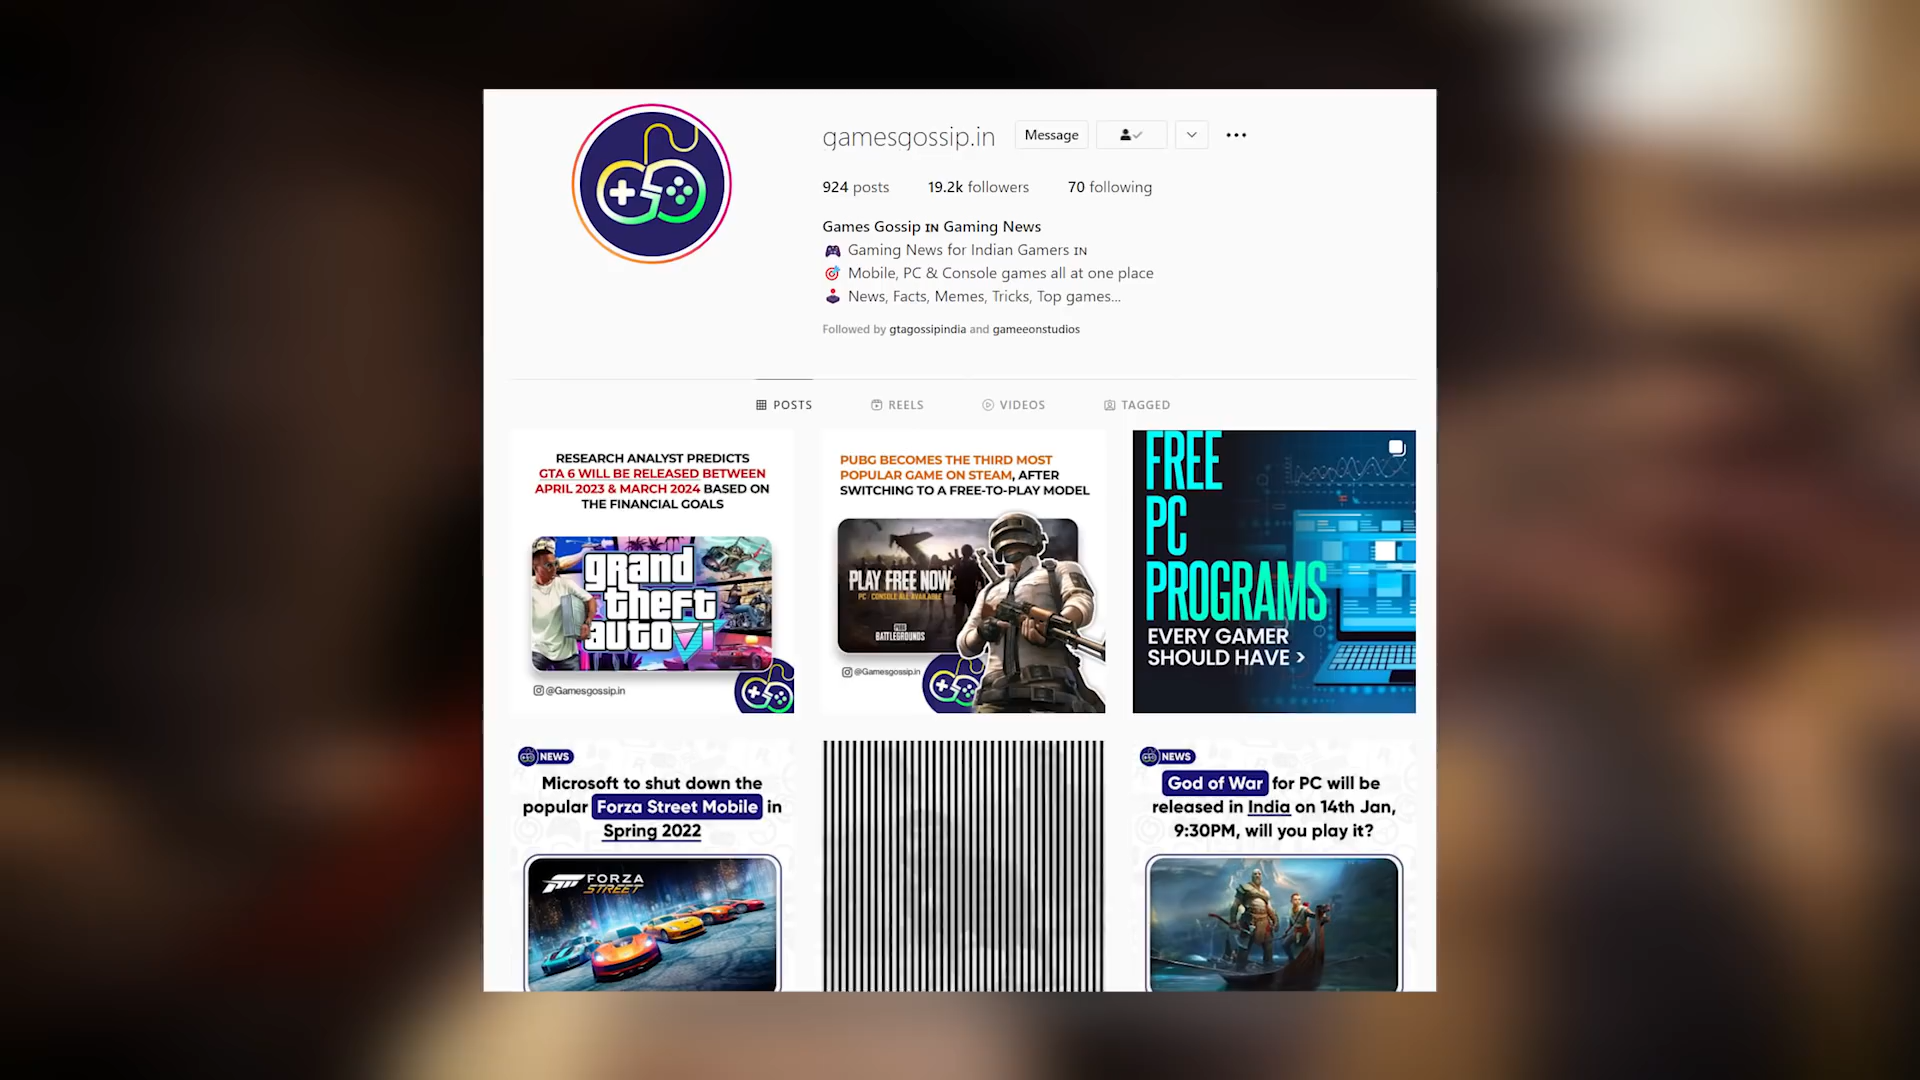 gamesgossip.in
Message
924 posts
19.2k followers
70 following
Games Gossip IN Gaming News
Gaming News for Indian Gamers IN
Mobile, PC & Console games all at one place
News, Facts, Memes, Tricks, Top games...
Followed by gtagossipindia and gameeonstudios
POSTS
REELS
VIDEOS
TAGGED
RESEARCH ANALYST PREDICTS
GTA 6 WILL BE RELEASED BETWEEN
APRIL 2023 & MARCH 2024 BASED ON
THE FINANCIAL GOALS
grand
theft
auto VI
@Gamesgossip.in
PUBG BECOMES THE THIRD MOST
POPULAR GAME ON STEAM, AFTER
SWITCHING TO A FREE-TO-PLAY MODEL
PLAY FREE NOW
PC / CONSOLE ALL AVAILABLE
PUBG
BATTLEGROUNDS
@Gamesgossip.in
FREE
PC
PROGRAMS
EVERY GAMER
SHOULD HAVE >
NEWS
Microsoft to shut down the
popular Forza Street Mobile in
Spring 2022
FORZA
STREET
NEWS
God of War for PC will be
released in India on 14th Jan,
9:30PM, will you play it?